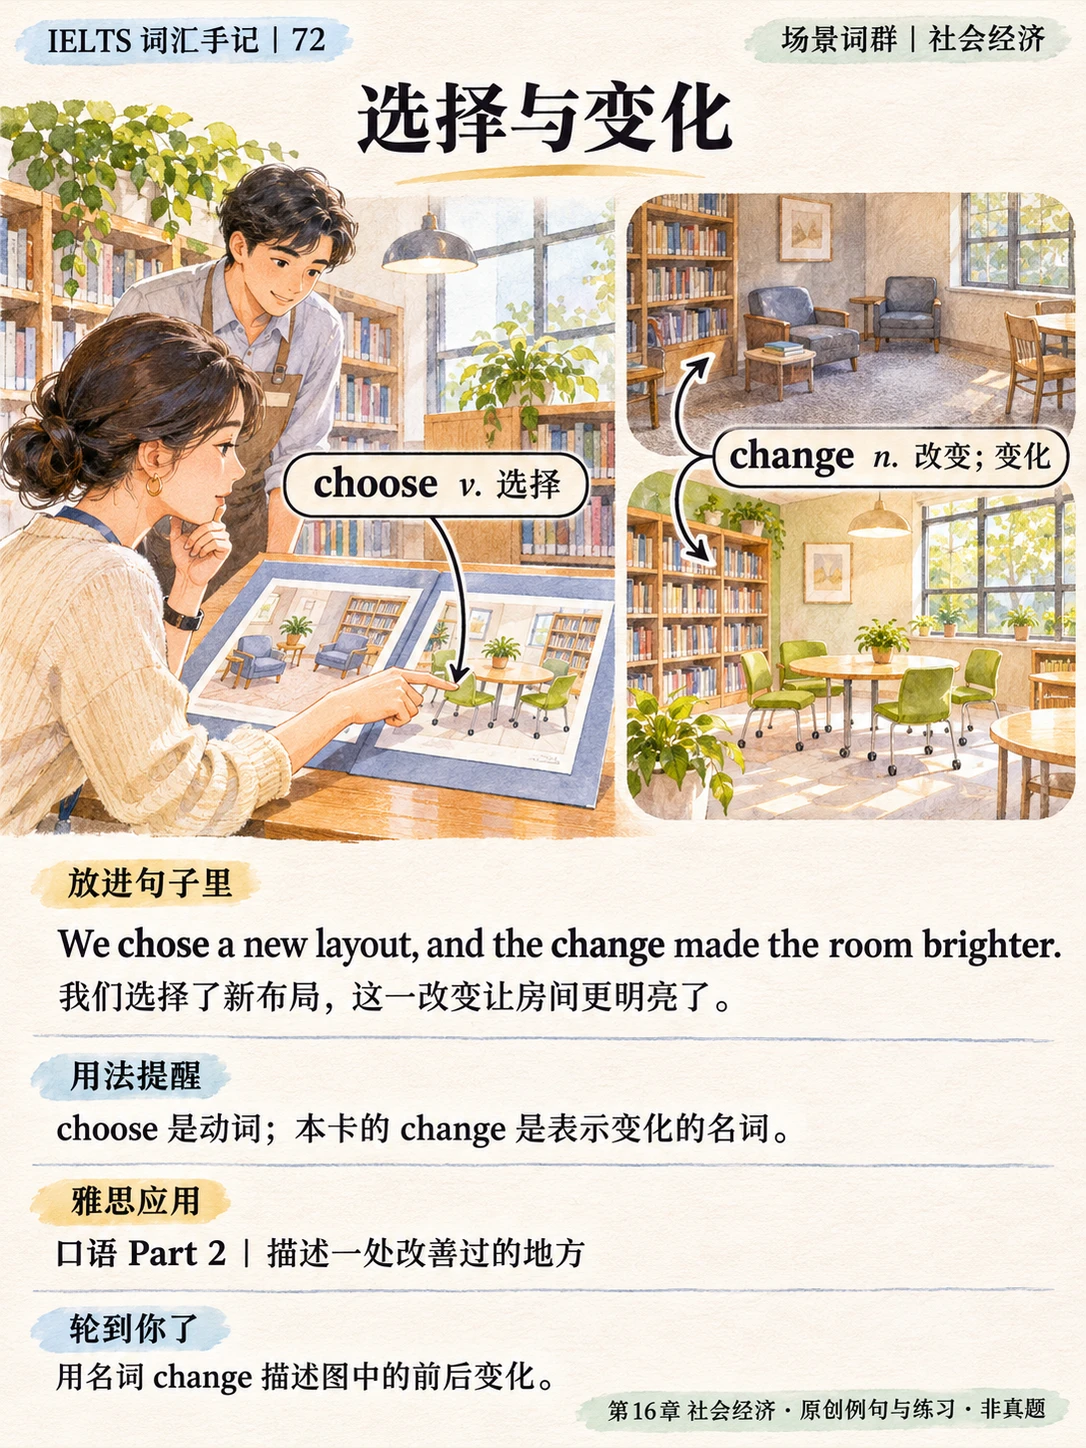 IELTS 词汇手记 | 72
场景词群 | 社会经济
选择与变化
choose v. 选择
change n. 改变；变化
放进句子里
We chose a new layout, and the change made the room brighter.
我们选择了新布局，这一改变让房间更明亮了。
用法提醒
choose 是动词；本卡的 change 是表示变化的名词。
雅思应用
口语 Part 2 | 描述一处改善过的地方
轮到你了
用名词 change 描述图中的前后变化。
第16章 社会经济 · 原创例句与练习 · 非真题